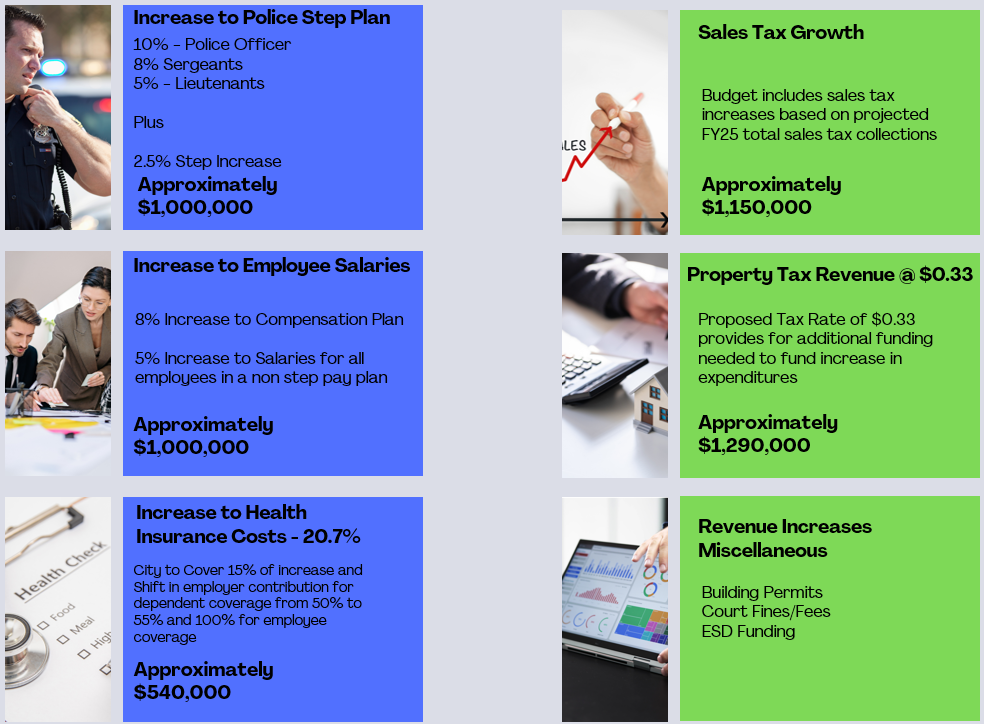 Increase to Police Step Plan
10% - Police Officer
8% Sergeants
5% - Lieutenants
Plus
2.5% Step Increase
Approximately
$1,000,000
Increase to Employee Salaries
8% Increase to Compensation Plan
5% Increase to Salaries for all
employees in a non step pay plan
Approximately
$1,000,000
Health Check
Food
Meal
High
Increase to Health
Insurance Costs - 20.7%
City to Cover 15% of increase and
Shift in employer contribution for
dependent coverage from 50% to
55% and 100% for employee
coverage
Approximately
$540,000
LES
Sales Tax Growth
Budget includes sales tax
increases based on projected
FY25 total sales tax collections
Approximately
$1,150,000
Property Tax Revenue @ $0.33
Proposed Tax Rate of $0.33
provides for additional funding
needed to fund increase in
expenditures
Approximately
$1,290,000
Revenue Increases
Miscellaneous
Building Permits
Court Fines/Fees
ESD Funding